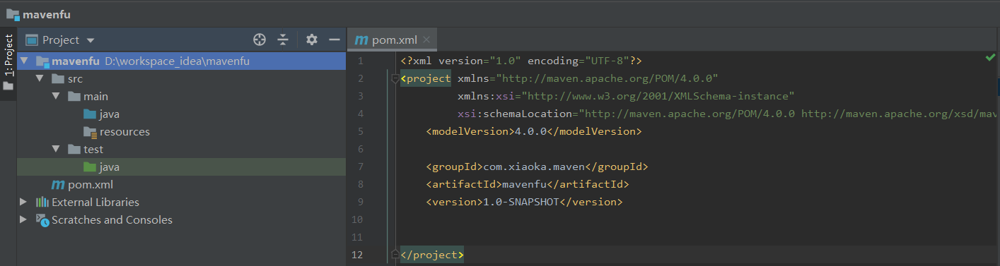 mavenfu
1: Project
Project
mavenfu D:\workspace_idea\mavenfu
src
main
java
resources
test
java
pom.xml
External Libraries
Scratches and Consoles
pom.xml
1 <?xml version="1.0" encoding="UTF-8"?>
2 <project xmlns="http://maven.apache.org/POM/4.0.0"
3 xmlns:xsi="http://www.w3.org/2001/XMLSchema-instance"
4 xsi:schemaLocation="http://maven.apache.org/POM/4.0.0 http://maven.apache.org/xsd/mav
5 <modelVersion>4.0.0</modelVersion>
6
7 <groupId>com.xiaoka.maven</groupId>
8 <artifactId>mavenfu</artifactId>
9 <version>1.0-SNAPSHOT</version>
10
11
12 </project>